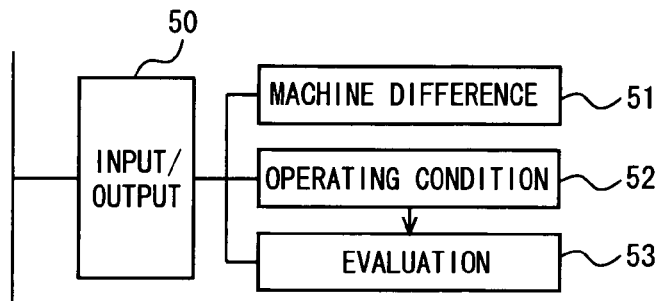 50
MACHINE DIFFERENCE
51
INPUT/
OUTPUT
OPERATING CONDITION
52
EVALUATION
53